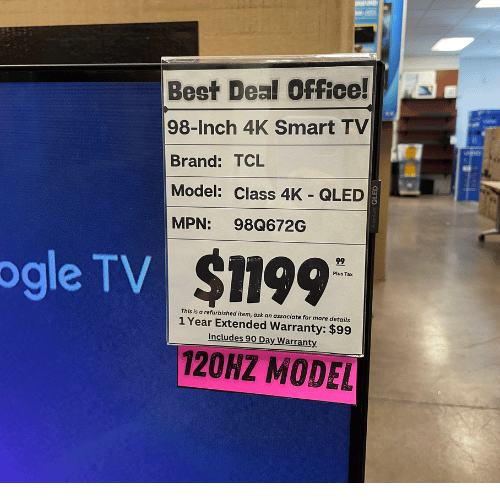 Best Deal Office!
98-Inch 4K Smart TV
Brand: TCL
Model: Class 4K - QLED
MPN: 98Q672G
$1199 99
Plus Tax
This is a refurbished item, ask an associate for more details
1 Year Extended Warranty: $99
Includes 90 Day Warranty
120HZ MODEL
ogle TV
QLED